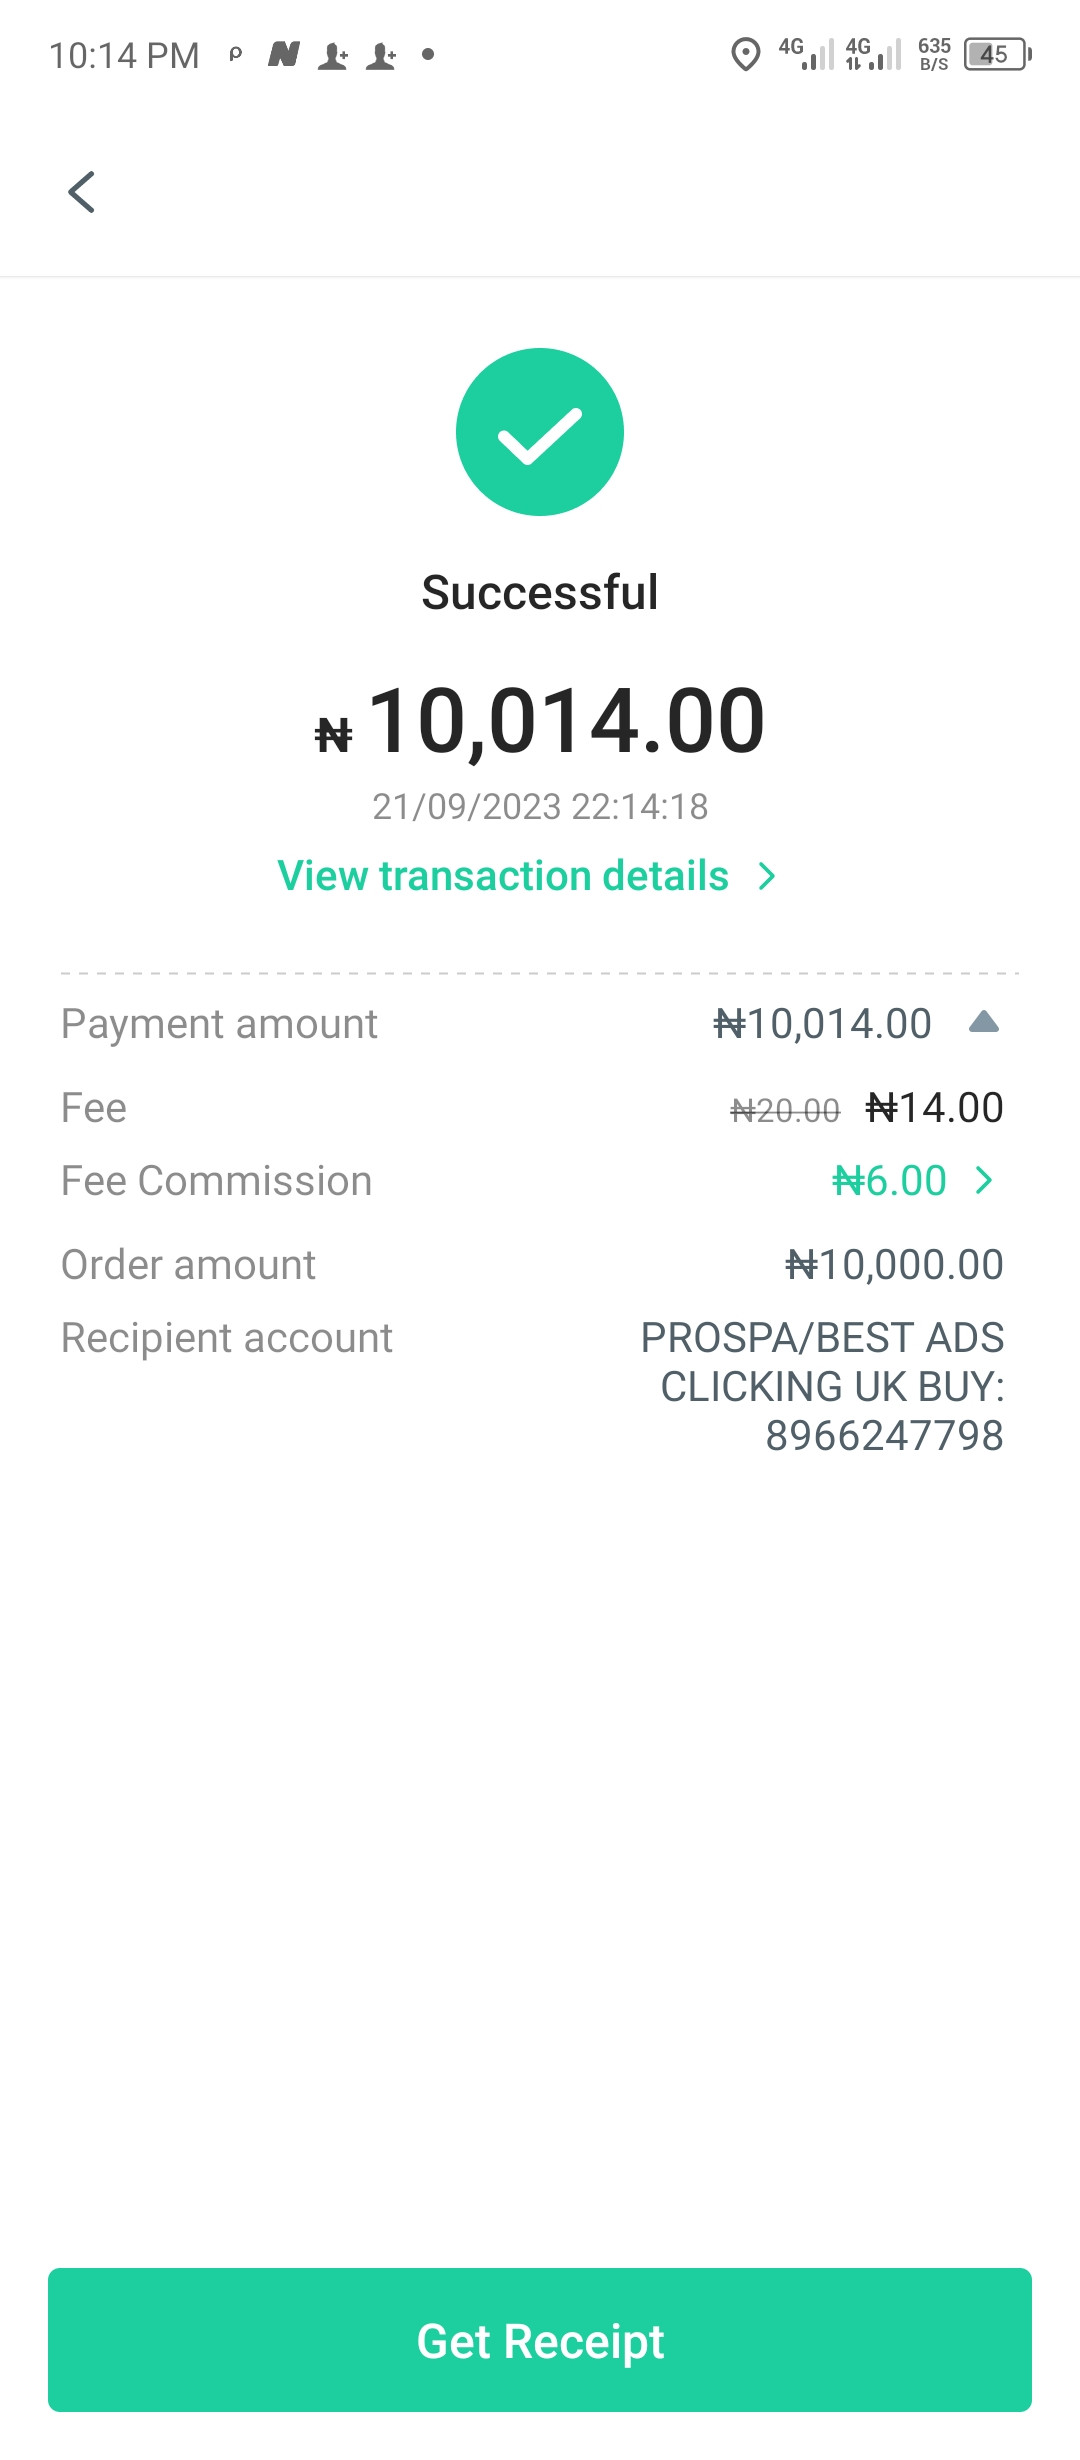 10:14 PM 4G 4G 635 B/S 45
Successful
₦ 10,014.00
21/09/2023 22:14:18
View transaction details
Payment amount ₦10,014.00
Fee ₦20.00 ₦14.00
Fee Commission ₦6.00
Order amount ₦10,000.00
Recipient account PROSPA/BEST ADS
CLICKING UK BUY:
8966247798
Get Receipt